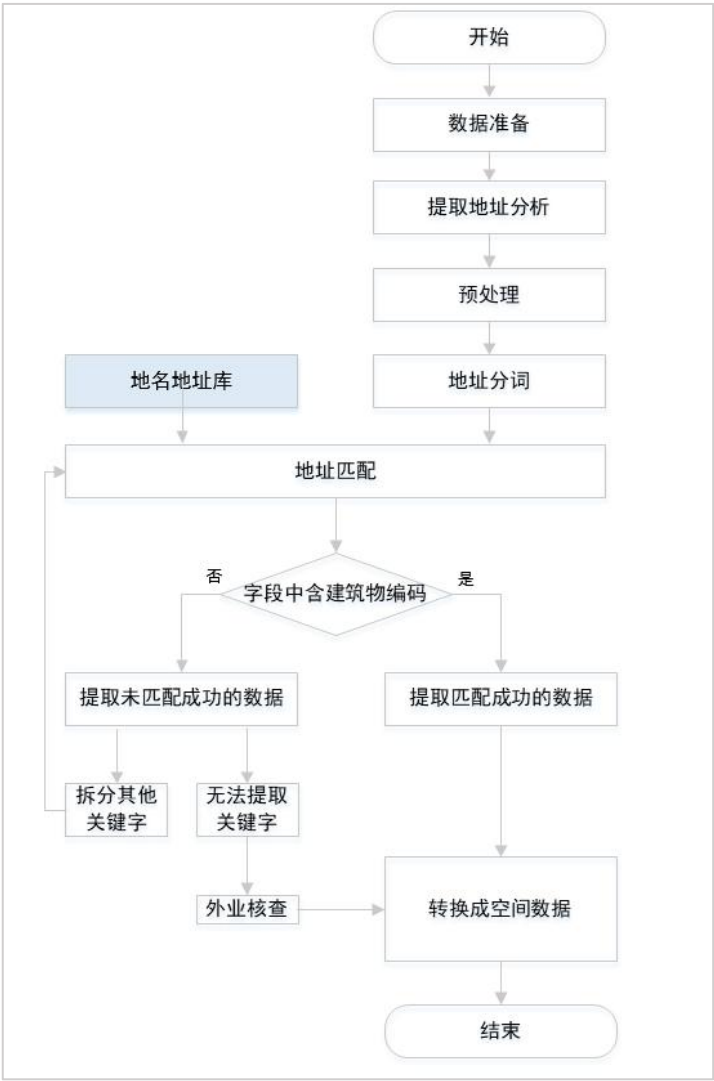 开始
数据准备
提取地址分析
预处理
地名地址库
地址分词
地址匹配
否
是
字段中含建筑物编码
提取未匹配成功的数据
提取匹配成功的数据
拆分其他
关键字
无法提取
关键字
外业核查
转换成空间数据
结束